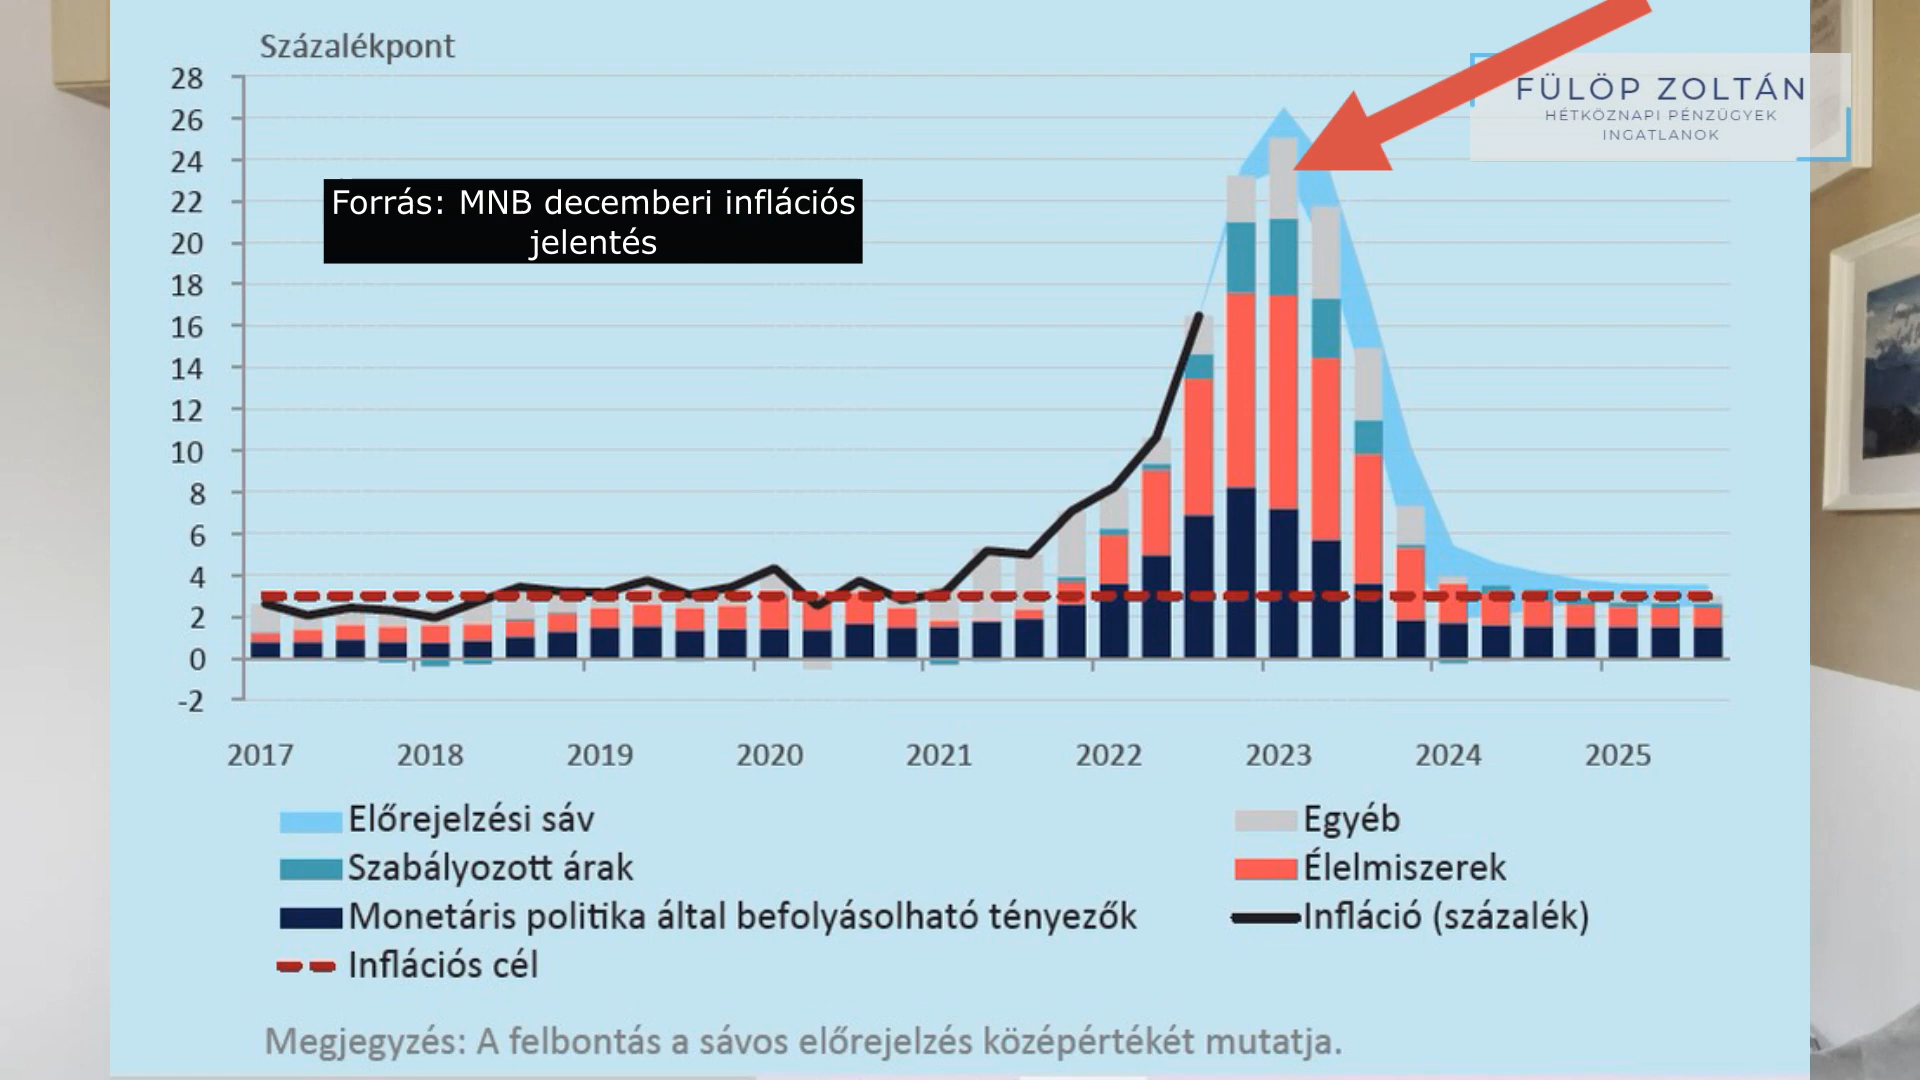 Százalékpont
28
26
24
22
20
18
16
14
12
10
8
6
4
2
0
-2
Forrás: MNB decemberi inflációs
jelentés
FÜLÖP ZOLTÁN
HÉTKÖZNAPI PÉNZÜGYEK
INGATLANOK
2017 2018 2019 2020 2021 2022 2023 2024 2025
Előrejelzési sáv
Egyéb
Szabályozott árak
Élelmiszerek
Monetáris politika által befolyásolható tényezők
Infláció (százalék)
Inflációs cél
Megjegyzés: A felbontás a sávos előrejelzés középértékét mutatja.